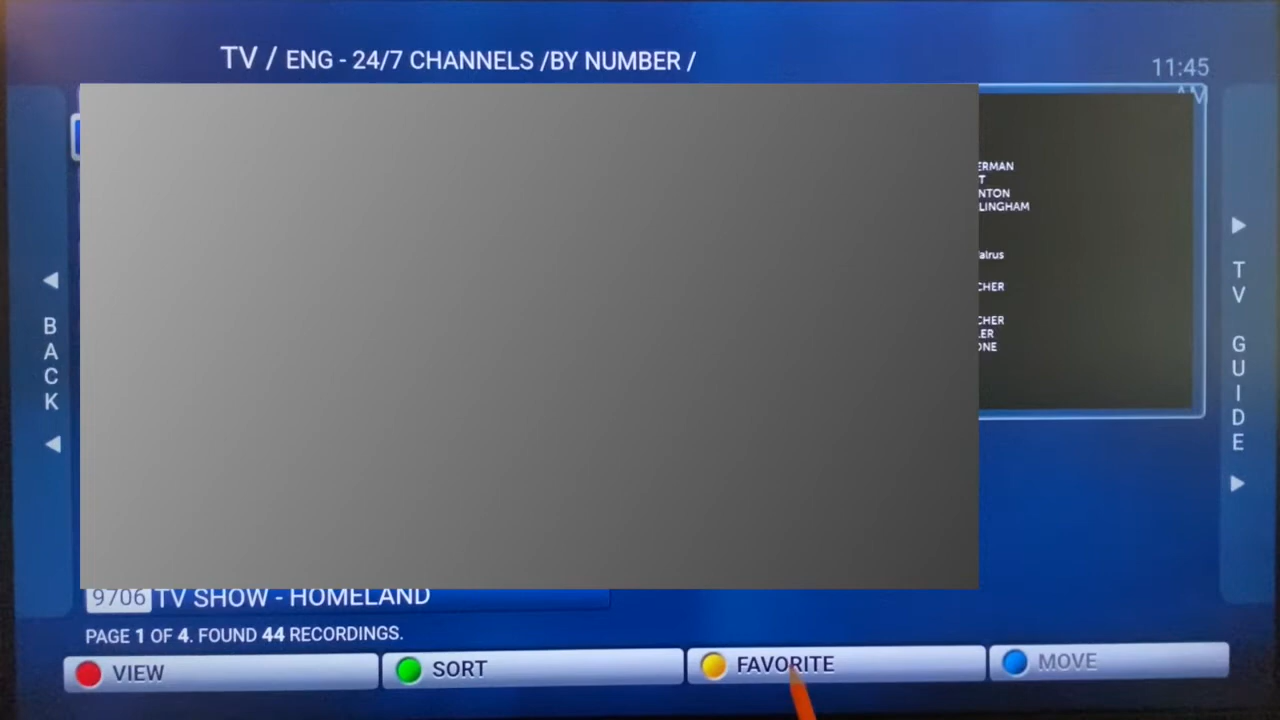 TV / ENG - 24/7 CHANNELS /BY NUMBER /
11:45
AM
BACK
TV GUIDE
9706 TV SHOW - HOMELAND
PAGE 1 OF 4. FOUND 44 RECORDINGS.
VIEW
SORT
FAVORITE
MOVE